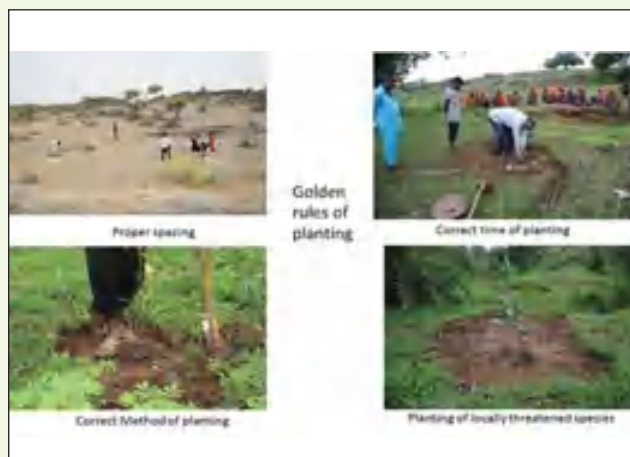 Golden
rules of
planting
Proper spacing
Correct time of planting
Correct Method of planting
Planting of locally threatened species